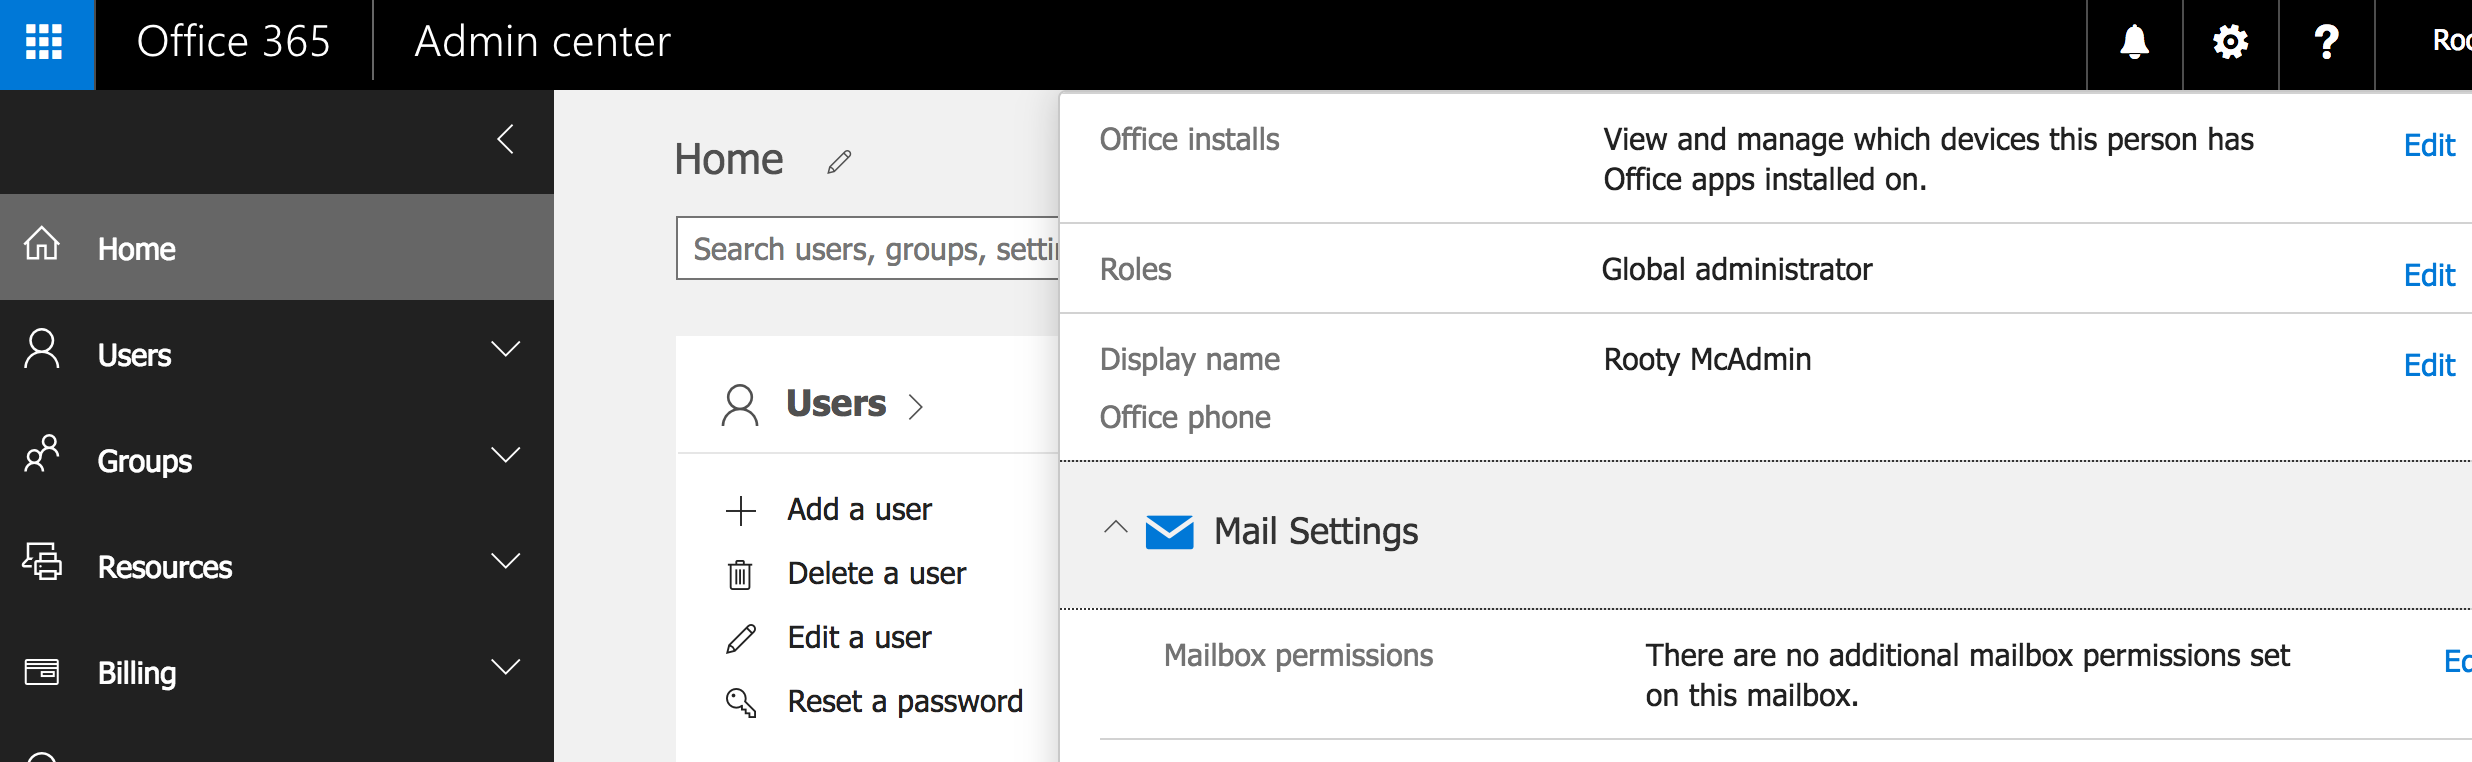 Office 365
Admin center
?
Home
Users
Groups
Resources
Billing
Home
Search users, groups,
Users
Add a user
Delete a user
Edit a user
Reset a password
Office installs
View and manage which devices this person has
Office apps installed on.
Edit
Roles
Global administrator
Edit
Display name
Rooty McAdmin
Edit
Office phone
Mail Settings
Mailbox permissions
There are no additional mailbox permissions set
on this mailbox.